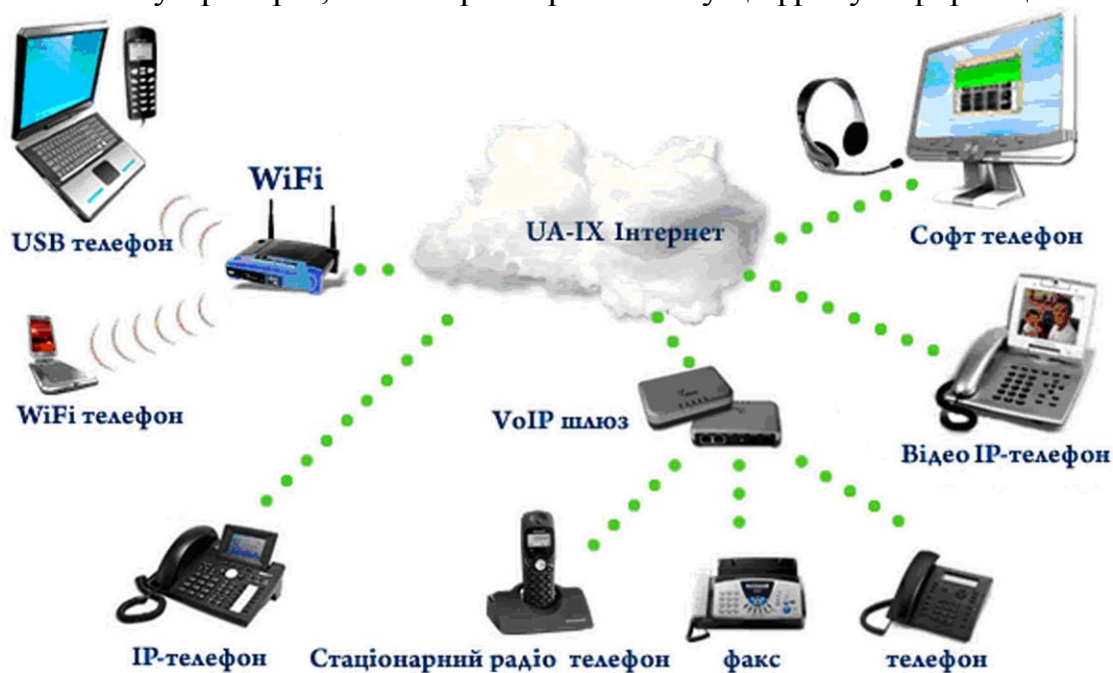 WiFi
USB телефон
UA-IX Інтернет
Софт телефон
WiFi телефон
VoIP шлюз
Відео IP-телефон
IP-телефон
Стаціонарний радіо телефон
факс
телефон